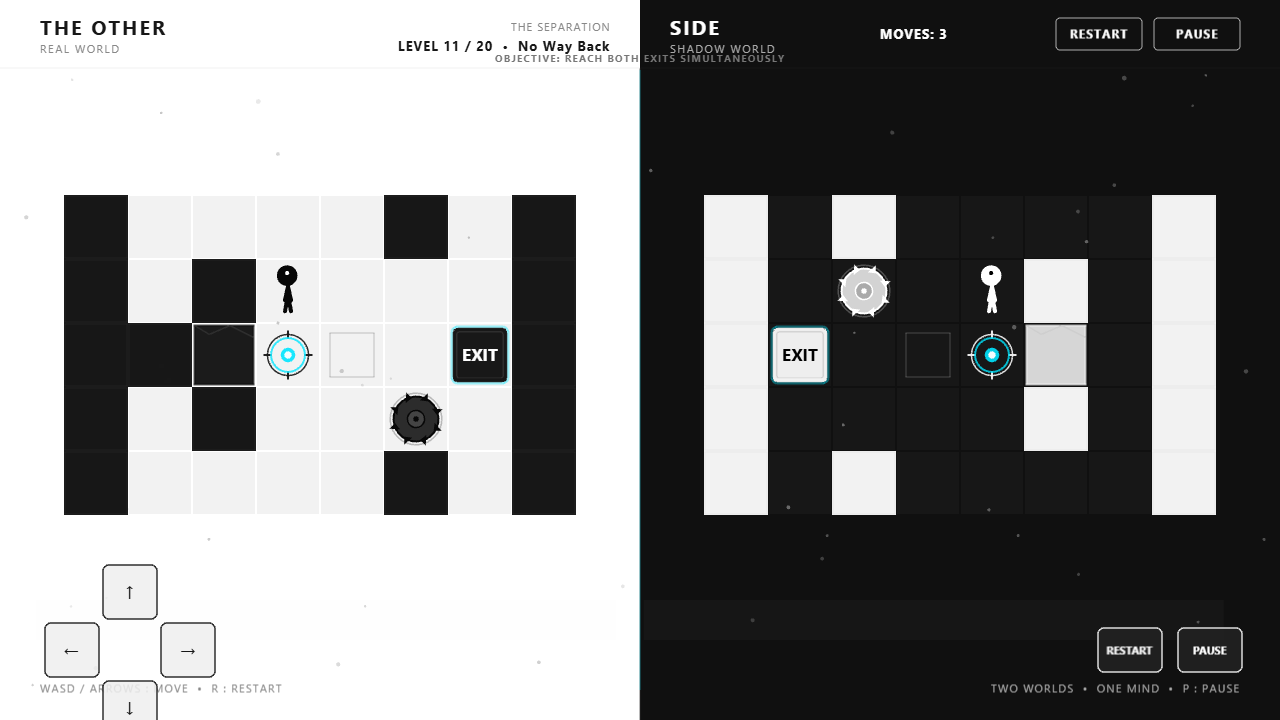 THE OTHER
REAL WORLD
THE SEPARATION
LEVEL 11 / 20 • No Way Back
OBJECTIVE: REACH BOTH EXITS SIMULTANEOUSLY
SIDE
SHADOW WORLD
MOVES: 3
RESTART
PAUSE
EXIT
EXIT
↑
←
→
↓
WASD / ARROWS : MOVE • R : RESTART
RESTART
PAUSE
TWO WORLDS • ONE MIND • P : PAUSE